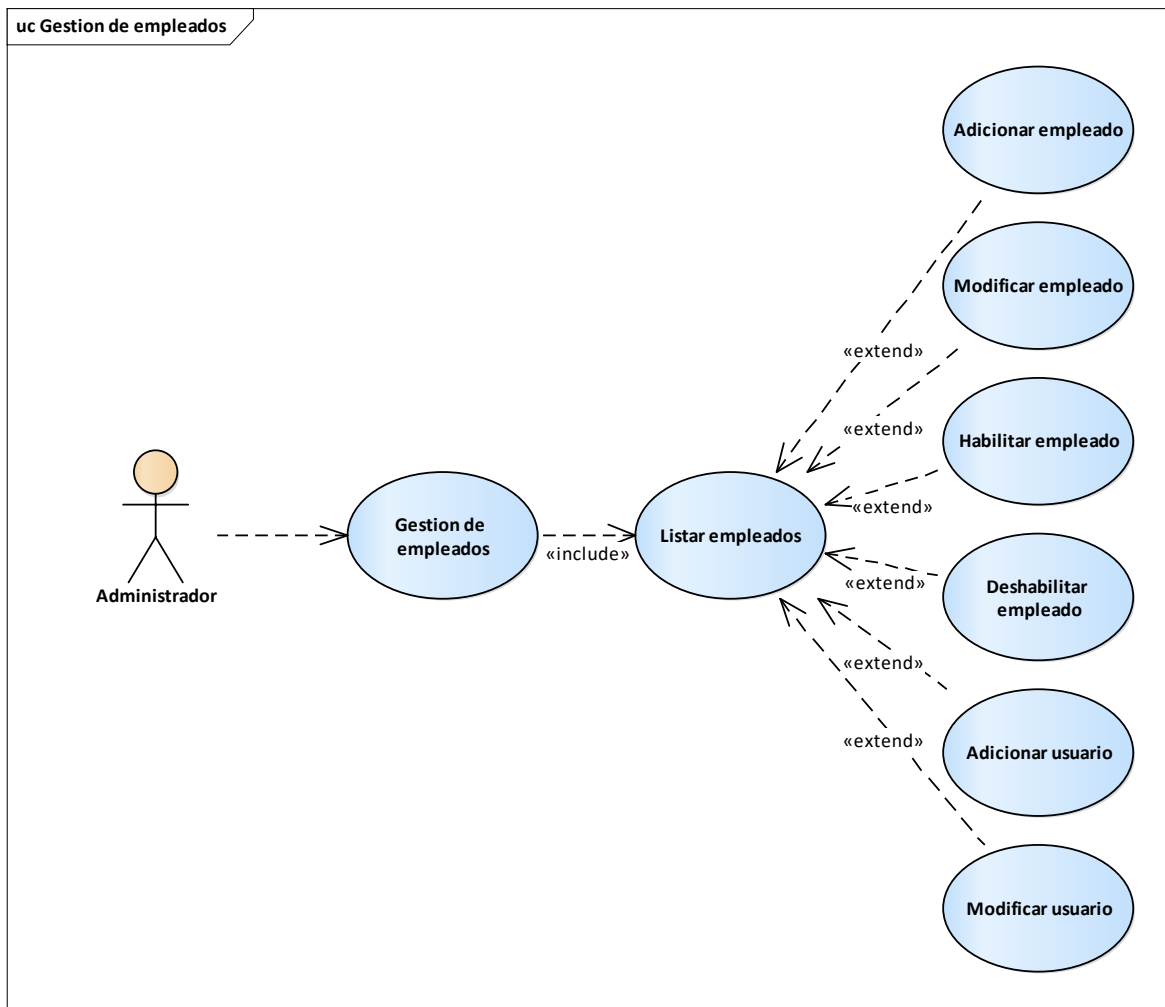 uc Gestion de empleados
Adicionar empleado
Modificar empleado
«extend»
«extend»
Habilitar empleado
«extend»
Gestion de
empleados
Listar empleados
«include»
Administrador
«extend»
Deshabilitar
empleado
«extend»
«extend»
Adicionar usuario
Modificar usuario